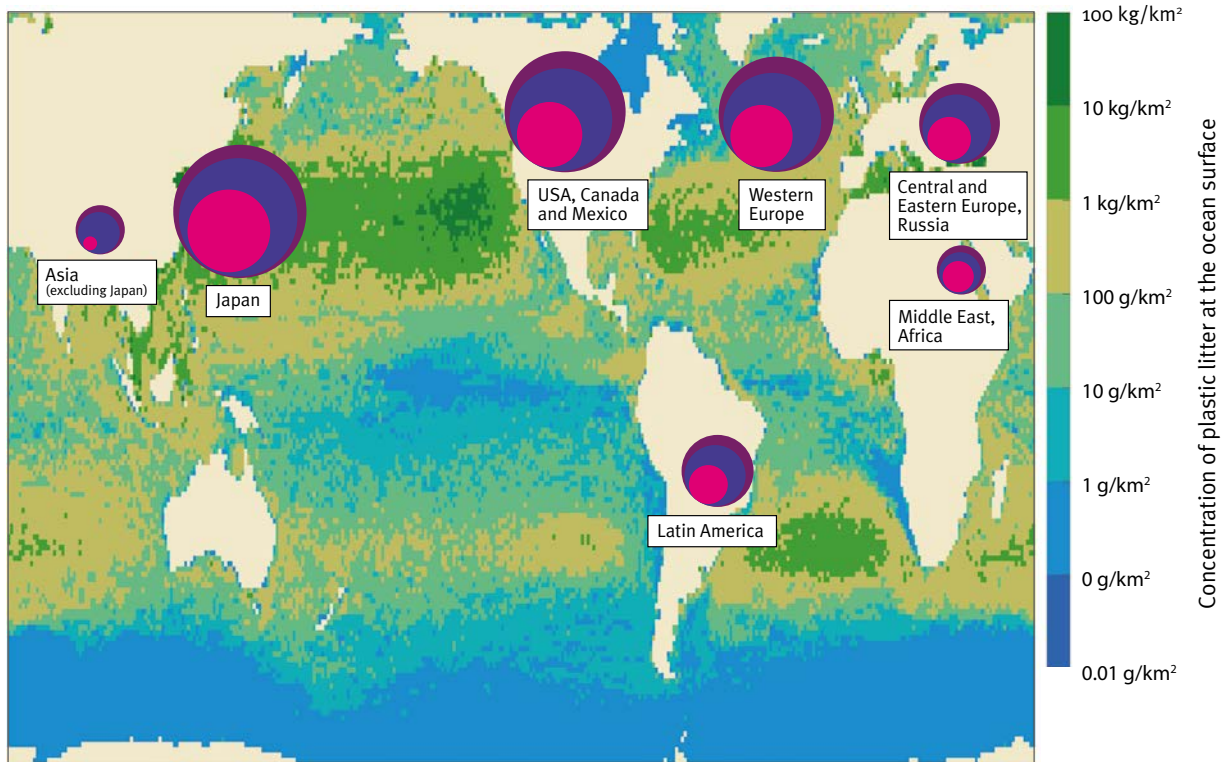 USA, Canada
and Mexico
Western
Europe
Central and
Eastern Europe,
Russia
Asia
(excluding Japan)
Japan
Middle East,
Africa
Latin America
100 kg/km²
10 kg/km²
1 kg/km²
100 g/km²
10 g/km²
1 g/km²
0 g/km²
0.01 g/km²
Concentration of plastic litter at the ocean surface